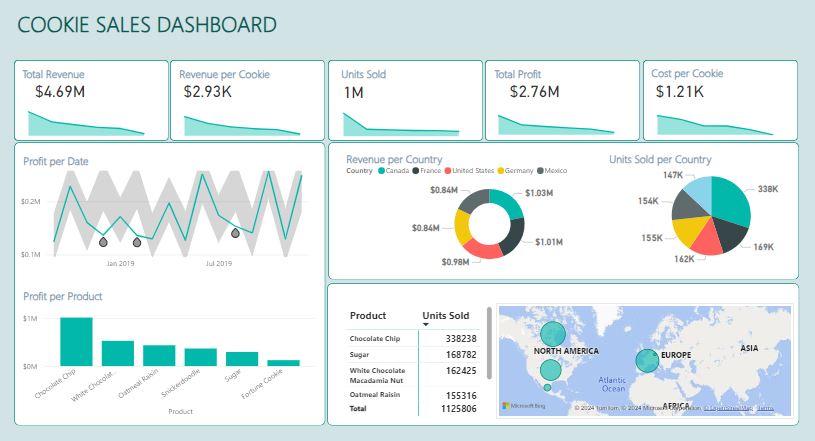 COOKIE SALES DASHBOARD
Total Revenue
$4.69M
Revenue per Cookie
$2.93K
Units Sold
1M
Total Profit
$2.76M
Cost per Cookie
$1.21K
Profit per Date
$0.2M
$0.1M
Jan 2019
Jul 2019
Profit per Product
$1M
$0M
Chocolate Chip
White Chocolat...
Oatmeal Raisin
Snickerdoodle
Sugar
Fortune Cookie
Product
Revenue per Country
Country Canada France United States Germany Mexico
$0.84M
$1.03M
$0.84M
$1.01M
$0.98M
Units Sold per Country
147K
338K
154K
155K
169K
162K
Product Units Sold
Chocolate Chip 338238
Sugar 168782
White Chocolate 162425
Macadamia Nut
Oatmeal Raisin 155316
Total 1125806
NORTH AMERICA
EUROPE
ASIA
Atlantic
Ocean
AFRICA
Microsoft Bing
© 2024 TomTom, © 2024 Microsoft Corporation, © OpenStreetMap Terms